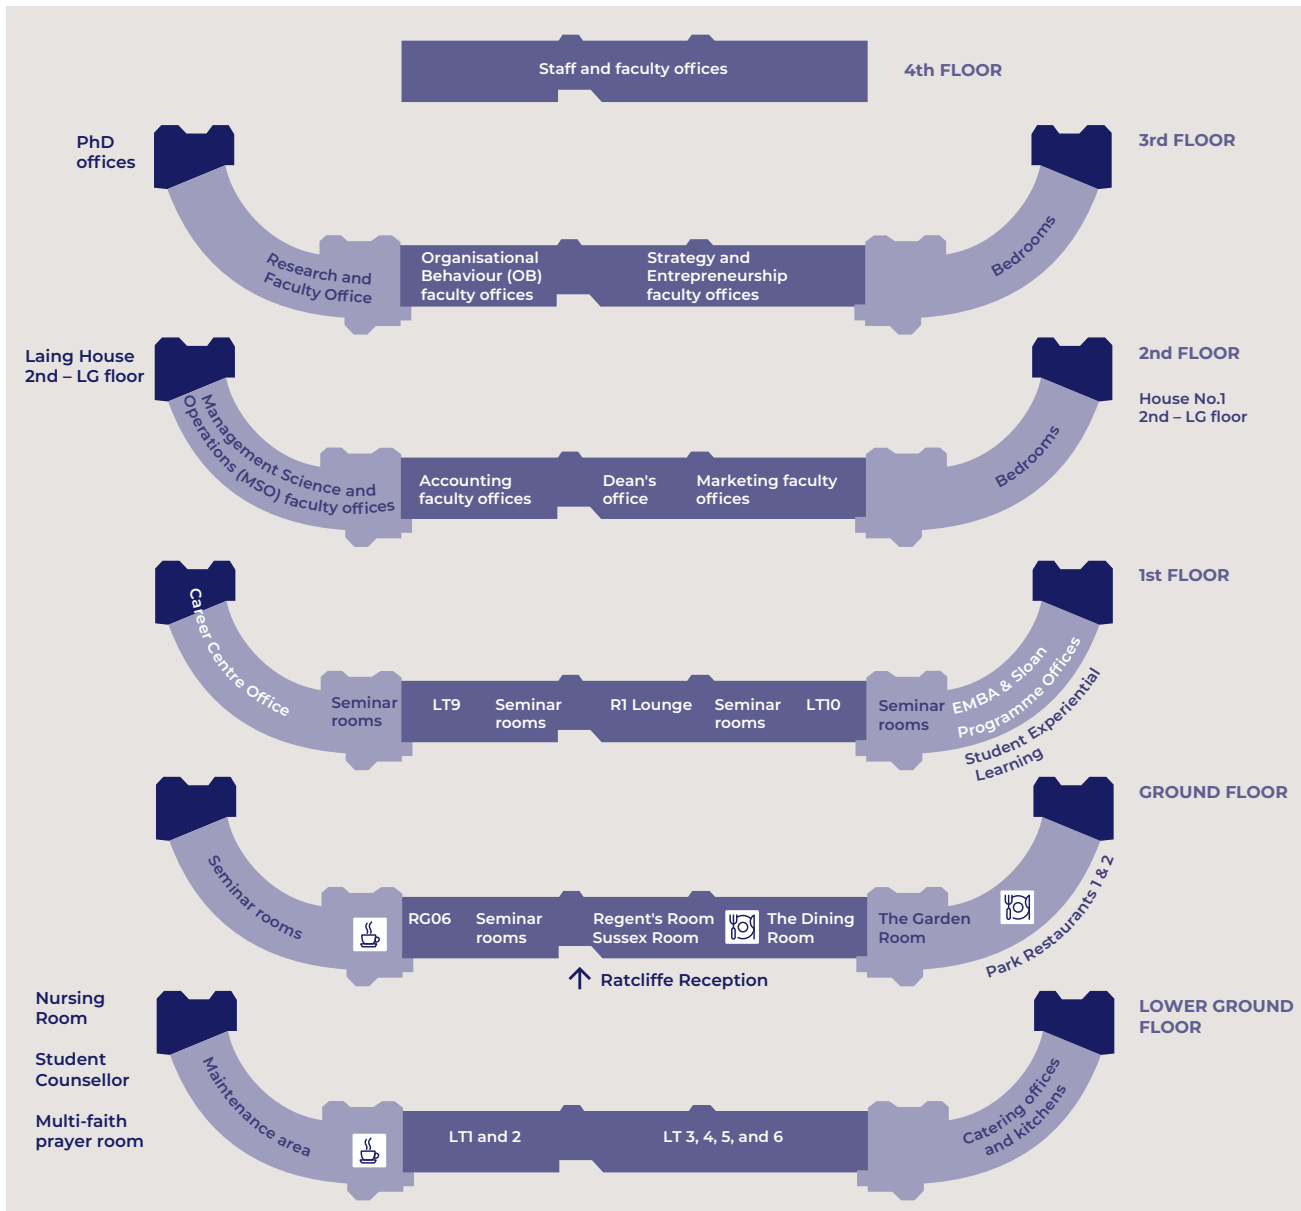 Staff and faculty offices
4th FLOOR
PhD
offices
3rd FLOOR
Research and
Faculty Office
Organisational
Behaviour (OB)
faculty offices
Strategy and
Entrepreneurship
faculty offices
Bedrooms
Laing House
2nd – LG floor
2nd FLOOR
House No.1
2nd – LG floor
Management Science and
Operations (MSO) faculty offices
Accounting
faculty offices
Dean's
office
Marketing faculty
offices
Bedrooms
1st FLOOR
Career Centre Office
Seminar
rooms
LT9
Seminar
rooms
R1 Lounge
Seminar
rooms
LT10
Seminar
rooms
EMBA & Sloan
Programme Offices
Student Experiential
Learning
GROUND FLOOR
Seminar rooms
RG06
Seminar
rooms
Regent's Room
Sussex Room
The Dining
Room
The Garden
Room
Park Restaurants 1 & 2
Ratcliffe Reception
Nursing
Room
Student
Counsellor
Multi-faith
prayer room
LOWER GROUND
FLOOR
Maintenance area
LT1 and 2
LT 3, 4, 5, and 6
Catering offices
and kitchens